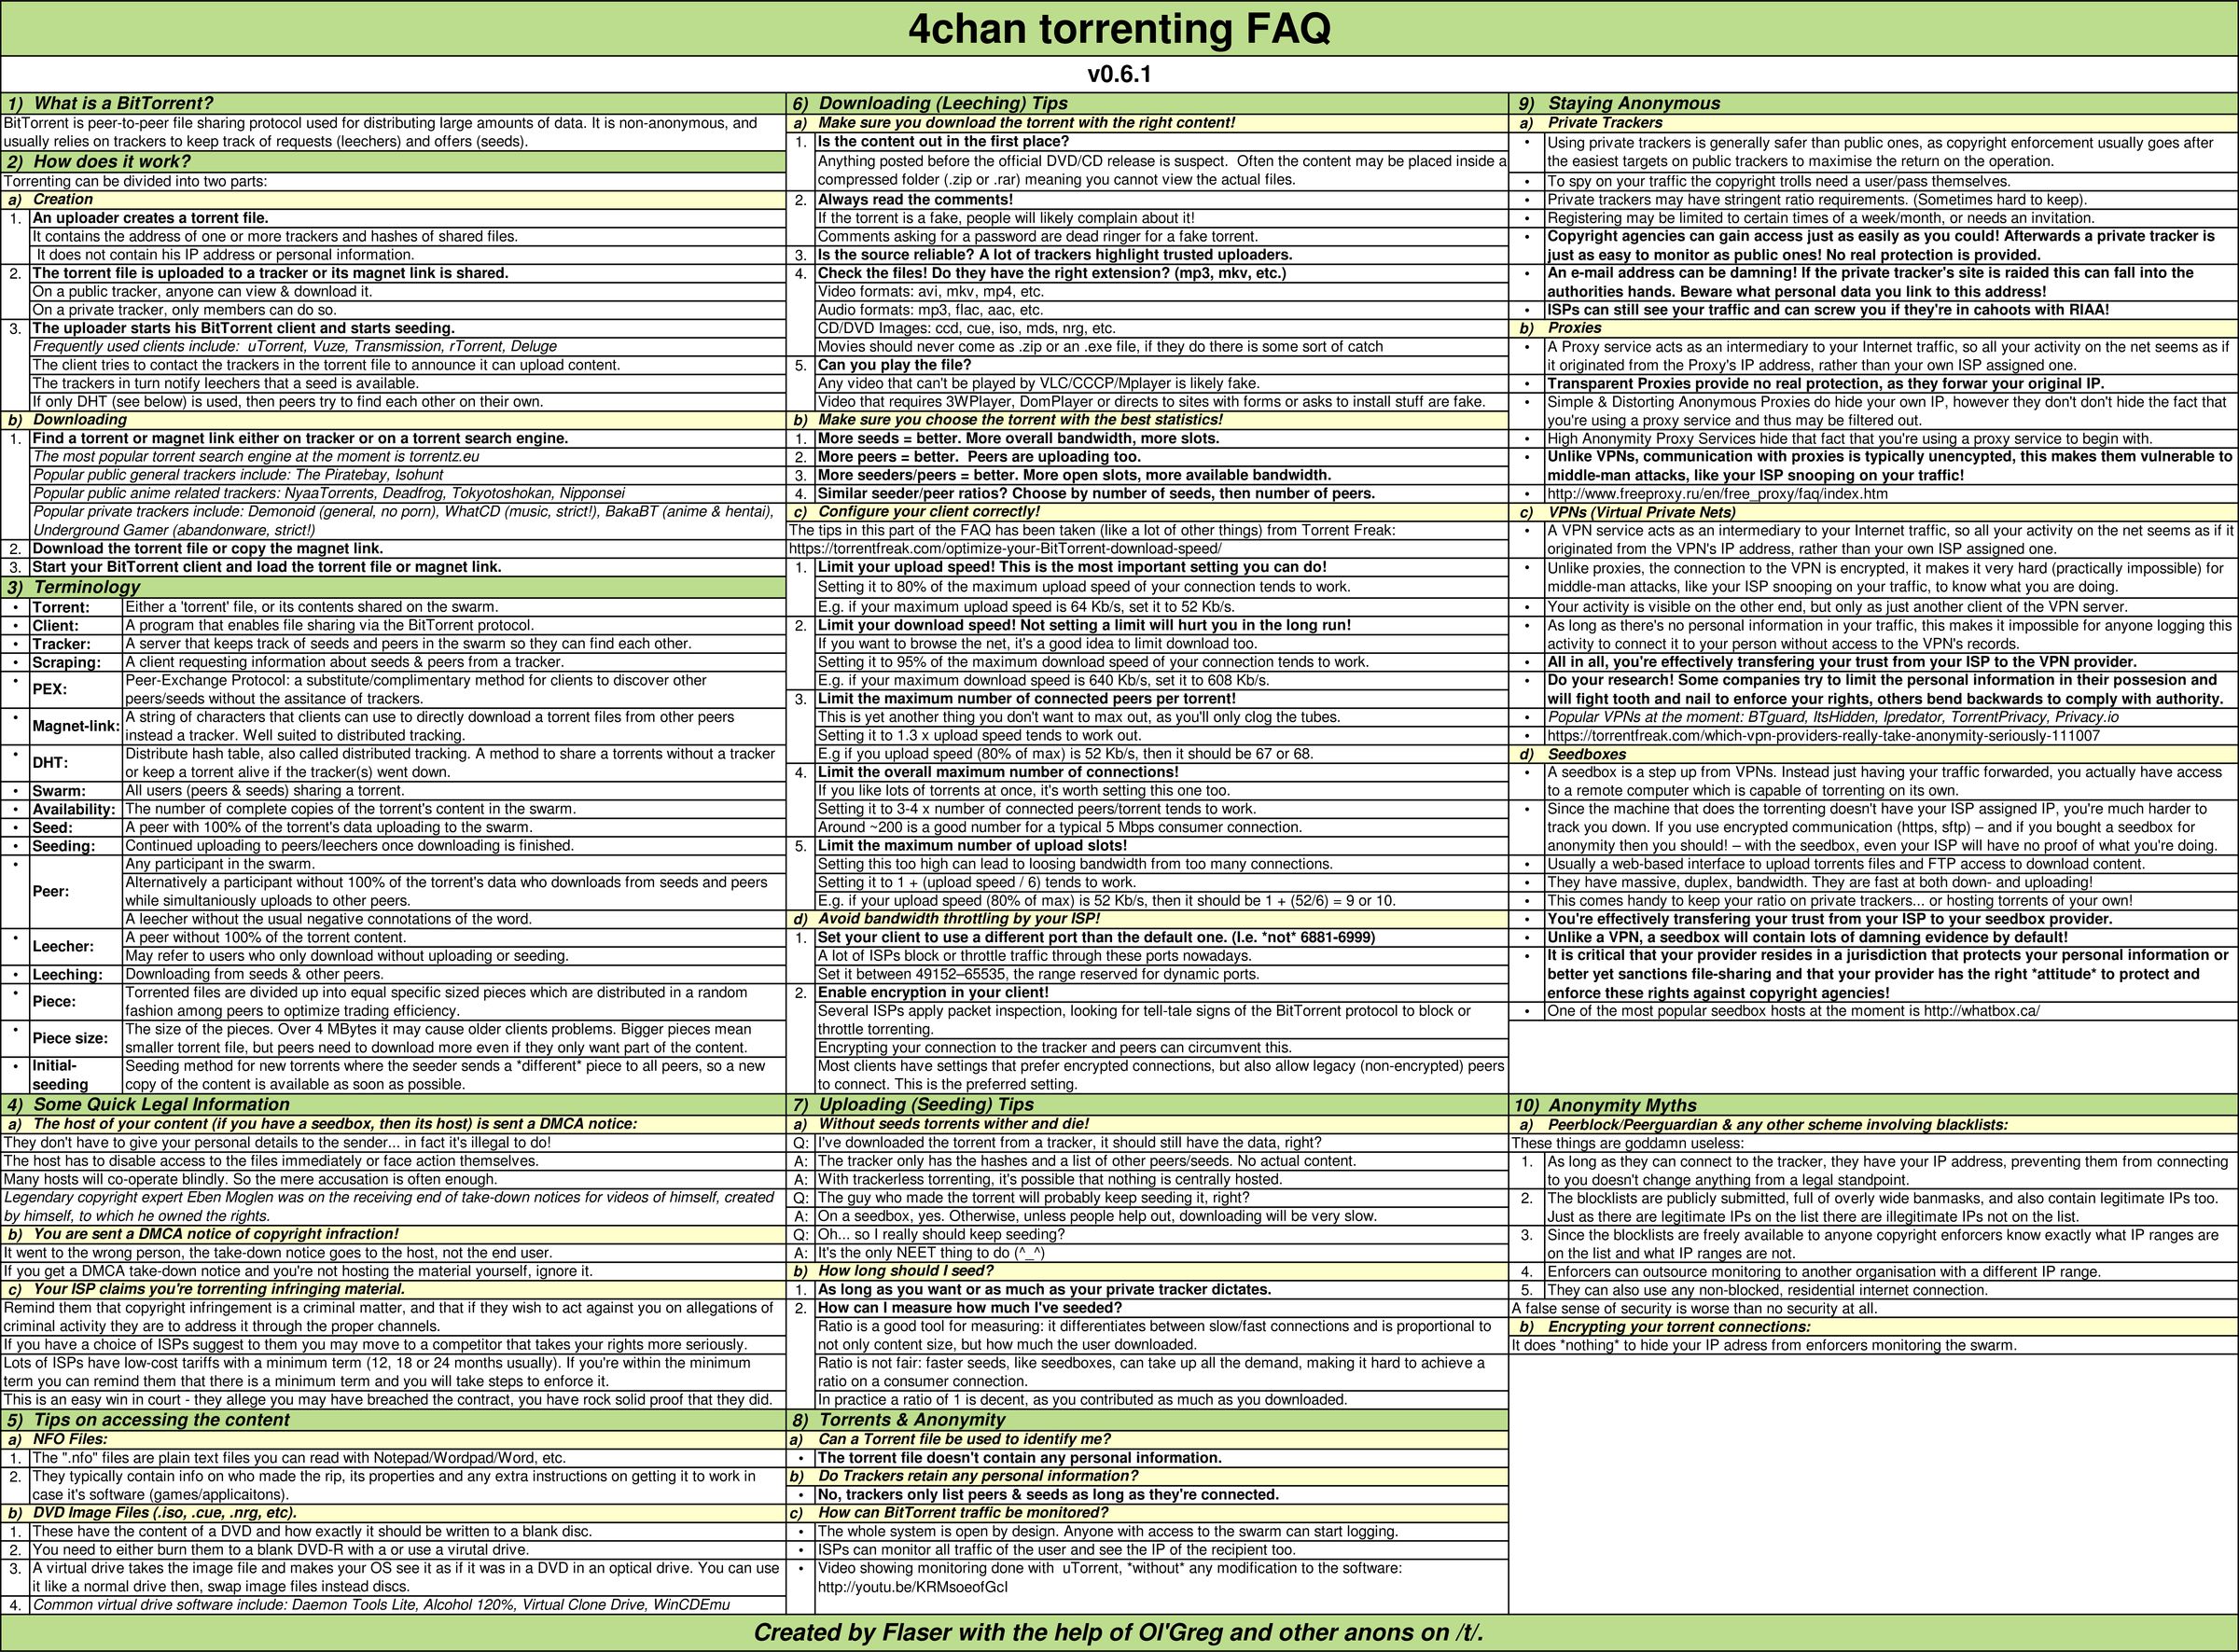 4chan torrenting FAQ
v0.6.1
1) What is a BitTorrent?
BitTorrent is peer-to-peer file sharing protocol used for distributing large amounts of data. It is non-anonymous, and
usually relies on trackers to keep track of requests (leechers) and offers (seeds).
2) How does it work?
Torrenting can be divided into two parts:
a) Creation
1. An uploader creates a torrent file.
It contains the address of one or more trackers and hashes of shared files.
It does not contain his IP address or personal information.
2. The torrent file is uploaded to a tracker or its magnet link is shared.
On a public tracker, anyone can view & download it.
On a private tracker, only members can do so.
3. The uploader starts his BitTorrent client and starts seeding.
Frequently used clients include: uTorrent, Vuze, Transmission, rTorrent, Deluge
The client tries to contact the trackers in the torrent file to announce it can upload content.
The trackers in turn notify leechers that a seed is available.
If only DHT (see below) is used, then peers try to find each other on their own.
b) Downloading
1. Find a torrent or magnet link either on tracker or on a torrent search engine.
The most popular torrent search engine at the moment is torrentz.eu
Popular public general trackers include: The Piratebay, Isohunt
Popular public anime related trackers: NyaaTorrents, Deadfrog, Tokyotoshokan, Nipponsei
Popular private trackers include: Demonoid (general, no porn), WhatCD (music, strict!), BakaBT (anime & hentai),
Underground Gamer (abandonware, strict!)
2. Download the torrent file or copy the magnet link.
3. Start your BitTorrent client and load the torrent file or magnet link.
3) Terminology
• Torrent: Either a 'torrent' file, or its contents shared on the swarm.
• Client: A program that enables file sharing via the BitTorrent protocol.
• Tracker: A server that keeps track of seeds and peers in the swarm so they can find each other.
• Scraping: A client requesting information about seeds & peers from a tracker.
• PEX: Peer-Exchange Protocol: a substitute/complimentary method for clients to discover other
peers/seeds without the assitance of trackers.
• Magnet-link: A string of characters that clients can use to directly download a torrent files from other peers
instead a tracker. Well suited to distributed tracking.
• DHT: Distribute hash table, also called distributed tracking. A method to share a torrents without a tracker
or keep a torrent alive if the tracker(s) went down.
• Swarm: All users (peers & seeds) sharing a torrent.
• Availability: The number of complete copies of the torrent's content in the swarm.
• Seed: A peer with 100% of the torrent's data uploading to the swarm.
• Seeding: Continued uploading to peers/leechers once downloading is finished.
• Peer: Any participant in the swarm.
Alternatively a participant without 100% of the torrent's data who downloads from seeds and peers
while simultaniously uploads to other peers.
A leecher without the usual negative connotations of the word.
• Leecher: A peer without 100% of the torrent content.
May refer to users who only download without uploading or seeding.
• Leeching: Downloading from seeds & other peers.
• Piece: Torrented files are divided up into equal specific sized pieces which are distributed in a random
fashion among peers to optimize trading efficiency.
• Piece size: The size of the pieces. Over 4 MBytes it may cause older clients problems. Bigger pieces mean
smaller torrent file, but peers need to download more even if they only want part of the content.
• Initial-seeding Seeding method for new torrents where the seeder sends a *different* piece to all peers, so a new
copy of the content is available as soon as possible.
4) Some Quick Legal Information
a) The host of your content (if you have a seedbox, then its host) is sent a DMCA notice:
They don't have to give your personal details to the sender... in fact it's illegal to do!
The host has to disable access to the files immediately or face action themselves.
Many hosts will co-operate blindly. So the mere accusation is often enough.
Legendary copyright expert Eben Moglen was on the receiving end of take-down notices for videos of himself, created
by himself, to which he owned the rights.
b) You are sent a DMCA notice of copyright infraction!
It went to the wrong person, the take-down notice goes to the host, not the end user.
If you get a DMCA take-down notice and you're not hosting the material yourself, ignore it.
c) Your ISP claims you're torrenting infringing material.
Remind them that copyright infringement is a criminal matter, and that if they wish to act against you on allegations of
criminal activity they are to address it through the proper channels.
If you have a choice of ISPs suggest to them you may move to a competitor that takes your rights more seriously.
Lots of ISPs have low-cost tariffs with a minimum term (12, 18 or 24 months usually). If you're within the minimum
term you can remind them that there is a minimum term and you will take steps to enforce it.
This is an easy win in court - they allege you may have breached the contract, you have rock solid proof that they did.
5) Tips on accessing the content
a) NFO Files:
1. The ".nfo" files are plain text files you can read with Notepad/Wordpad/Word, etc.
2. They typically contain info on who made the rip, its properties and any extra instructions on getting it to work in
case it's software (games/applicaitons).
b) DVD Image Files (.iso, .cue, .nrg, etc).
1. These have the content of a DVD and how exactly it should be written to a blank disc.
2. You need to either burn them to a blank DVD-R with a or use a virutal drive.
3. A virtual drive takes the image file and makes your OS see it as if it was in a DVD in an optical drive. You can use
it like a normal drive then, swap image files instead discs.
4. Common virtual drive software include: Daemon Tools Lite, Alcohol 120%, Virtual Clone Drive, WinCDEmu
6) Downloading (Leeching) Tips
a) Make sure you download the torrent with the right content!
1. Is the content out in the first place?
Anything posted before the official DVD/CD release is suspect. Often the content may be placed inside a
compressed folder (.zip or .rar) meaning you cannot view the actual files.
2. Always read the comments!
If the torrent is a fake, people will likely complain about it!
Comments asking for a password are dead ringer for a fake torrent.
3. Is the source reliable? A lot of trackers highlight trusted uploaders.
4. Check the files! Do they have the right extension? (mp3, mkv, etc.)
Video formats: avi, mkv, mp4, etc.
Audio formats: mp3, flac, aac, etc.
CD/DVD Images: ccd, cue, iso, mds, nrg, etc.
Movies should never come as .zip or an .exe file, if they do there is some sort of catch
5. Can you play the file?
Any video that can't be played by VLC/CCCP/Mplayer is likely fake.
Video that requires 3WPlayer, DomPlayer or directs to sites with forms or asks to install stuff are fake.
b) Make sure you choose the torrent with the best statistics!
1. More seeds = better. More overall bandwidth, more slots.
2. More peers = better. Peers are uploading too.
3. More seeders/peers = better. More open slots, more available bandwidth.
4. Similar seeder/peer ratios? Choose by number of seeds, then number of peers.
c) Configure your client correctly!
The tips in this part of the FAQ has been taken (like a lot of other things) from Torrent Freak:
https://torrentfreak.com/optimize-your-BitTorrent-download-speed/
1. Limit your upload speed! This is the most important setting you can do!
Setting it to 80% of the maximum upload speed of your connection tends to work.
E.g. if your maximum upload speed is 64 Kb/s, set it to 52 Kb/s.
2. Limit your download speed! Not setting a limit will hurt you in the long run!
If you want to browse the net, it's a good idea to limit download too.
Setting it to 95% of the maximum download speed of your connection tends to work.
E.g. if your maximum download speed is 640 Kb/s, set it to 608 Kb/s.
3. Limit the maximum number of connected peers per torrent!
This is yet another thing you don't want to max out, as you'll only clog the tubes.
Setting it to 1.3 x upload speed tends to work out.
E.g if you upload speed (80% of max) is 52 Kb/s, then it should be 67 or 68.
4. Limit the overall maximum number of connections!
If you like lots of torrents at once, it's worth setting this one too.
Setting it to 3-4 x number of connected peers/torrent tends to work.
Around ~200 is a good number for a typical 5 Mbps consumer connection.
5. Limit the maximum number of upload slots!
Setting this too high can lead to loosing bandwidth from too many connections.
Setting it to 1 + (upload speed / 6) tends to work.
E.g. if your upload speed (80% of max) is 52 Kb/s, then it should be 1 + (52/6) = 9 or 10.
d) Avoid bandwidth throttling by your ISP!
1. Set your client to use a different port than the default one. (I.e. *not* 6881-6999)
A lot of ISPs block or throttle traffic through these ports nowadays.
Set it between 49152–65535, the range reserved for dynamic ports.
2. Enable encryption in your client!
Several ISPs apply packet inspection, looking for tell-tale signs of the BitTorrent protocol to block or
throttle torrenting.
Encrypting your connection to the tracker and peers can circumvent this.
Most clients have settings that prefer encrypted connections, but also allow legacy (non-encrypted) peers
to connect. This is the preferred setting.
7) Uploading (Seeding) Tips
a) Without seeds torrents wither and die!
Q: I've downloaded the torrent from a tracker, it should still have the data, right?
A: The tracker only has the hashes and a list of other peers/seeds. No actual content.
A: With trackerless torrenting, it's possible that nothing is centrally hosted.
Q: The guy who made the torrent will probably keep seeding it, right?
A: On a seedbox, yes. Otherwise, unless people help out, downloading will be very slow.
Q: Oh... so I really should keep seeding?
A: It's the only NEET thing to do (^_^)
b) How long should I seed?
1. As long as you want or as much as your private tracker dictates.
2. How can I measure how much I've seeded?
Ratio is a good tool for measuring: it differentiates between slow/fast connections and is proportional to
not only content size, but how much the user downloaded.
Ratio is not fair: faster seeds, like seedboxes, can take up all the demand, making it hard to achieve a
ratio on a consumer connection.
In practice a ratio of 1 is decent, as you contributed as much as you downloaded.
8) Torrents & Anonymity
a) Can a Torrent file be used to identify me?
• The torrent file doesn't contain any personal information.
b) Do Trackers retain any personal information?
• No, trackers only list peers & seeds as long as they're connected.
c) How can BitTorrent traffic be monitored?
• The whole system is open by design. Anyone with access to the swarm can start logging.
• ISPs can monitor all traffic of the user and see the IP of the recipient too.
• Video showing monitoring done with uTorrent, *without* any modification to the software:
http://youtu.be/KRMsoeofGcI
9) Staying Anonymous
a) Private Trackers
• Using private trackers is generally safer than public ones, as copyright enforcement usually goes after
the easiest targets on public trackers to maximise the return on the operation.
• To spy on your traffic the copyright trolls need a user/pass themselves.
• Private trackers may have stringent ratio requirements. (Sometimes hard to keep).
• Registering may be limited to certain times of a week/month, or needs an invitation.
• Copyright agencies can gain access just as easily as you could! Afterwards a private tracker is
just as easy to monitor as public ones! No real protection is provided.
• An e-mail address can be damning! If the private tracker's site is raided this can fall into the
authorities hands. Beware what personal data you link to this address!
• ISPs can still see your traffic and can screw you if they're in cahoots with RIAA!
b) Proxies
• A Proxy service acts as an intermediary to your Internet traffic, so all your activity on the net seems as if
it originated from the Proxy's IP address, rather than your own ISP assigned one.
• Transparent Proxies provide no real protection, as they forwar your original IP.
• Simple & Distorting Anonymous Proxies do hide your own IP, however they don't don't hide the fact that
you're using a proxy service and thus may be filtered out.
• High Anonymity Proxy Services hide that fact that you're using a proxy service to begin with.
• Unlike VPNs, communication with proxies is typically unencypted, this makes them vulnerable to
middle-man attacks, like your ISP snooping on your traffic!
• http://www.freeproxy.ru/en/free_proxy/faq/index.htm
c) VPNs (Virtual Private Nets)
• A VPN service acts as an intermediary to your Internet traffic, so all your activity on the net seems as if it
originated from the VPN's IP address, rather than your own ISP assigned one.
• Unlike proxies, the connection to the VPN is encrypted, it makes it very hard (practically impossible) for
middle-man attacks, like your ISP snooping on your traffic, to know what you are doing.
• Your activity is visible on the other end, but only as just another client of the VPN server.
• As long as there's no personal information in your traffic, this makes it impossible for anyone logging this
activity to connect it to your person without access to the VPN's records.
• All in all, you're effectively transfering your trust from your ISP to the VPN provider.
• Do your research! Some companies try to limit the personal information in their possesion and
will fight tooth and nail to enforce your rights, others bend backwards to comply with authority.
• Popular VPNs at the moment: BTguard, ItsHidden, Ipredator, TorrentPrivacy, Privacy.io
• https://torrentfreak.com/which-vpn-providers-really-take-anonymity-seriously-111007
d) Seedboxes
• A seedbox is a step up from VPNs. Instead just having your traffic forwarded, you actually have access
to a remote computer which is capable of torrenting on its own.
• Since the machine that does the torrenting doesn't have your ISP assigned IP, you're much harder to
track you down. If you use encrypted communication (https, sftp) – and if you bought a seedbox for
anonymity then you should! – with the seedbox, even your ISP will have no proof of what you're doing.
• Usually a web-based interface to upload torrents files and FTP access to download content.
• They have massive, duplex, bandwidth. They are fast at both down- and uploading!
• This comes handy to keep your ratio on private trackers... or hosting torrents of your own!
• You're effectively transfering your trust from your ISP to your seedbox provider.
• Unlike a VPN, a seedbox will contain lots of damning evidence by default!
• It is critical that your provider resides in a jurisdiction that protects your personal information or
better yet sanctions file-sharing and that your provider has the right *attitude* to protect and
enforce these rights against copyright agencies!
• One of the most popular seedbox hosts at the moment is http://whatbox.ca/
10) Anonymity Myths
a) Peerblock/Peerguardian & any other scheme involving blacklists:
These things are goddamn useless:
1. As long as they can connect to the tracker, they have your IP address, preventing them from connecting
to you doesn't change anything from a legal standpoint.
2. The blocklists are publicly submitted, full of overly wide banmasks, and also contain legitimate IPs too.
Just as there are legitimate IPs on the list there are illegitimate IPs not on the list.
3. Since the blocklists are freely available to anyone copyright enforcers know exactly what IP ranges are
on the list and what IP ranges are not.
4. Enforcers can outsource monitoring to another organisation with a different IP range.
5. They can also use any non-blocked, residential internet connection.
A false sense of security is worse than no security at all.
b) Encrypting your torrent connections:
It does *nothing* to hide your IP adress from enforcers monitoring the swarm.
Created by Flaser with the help of Ol'Greg and other anons on /t/.